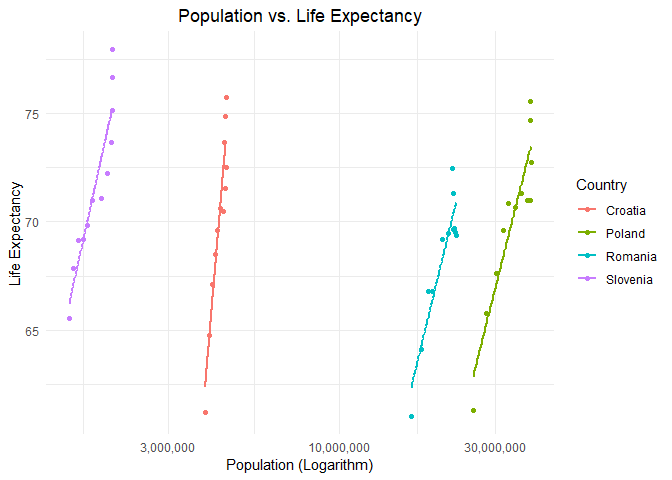 Population vs. Life Expectancy
Life Expectancy
75
70
65
3,000,000
10,000,000
30,000,000
Population (Logarithm)
Country
Croatia
Poland
Romania
Slovenia